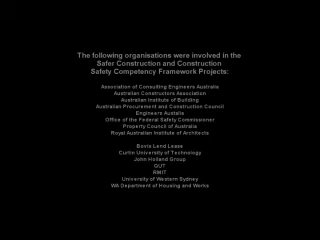 The following organisations were involved in the
Safer Construction and Construction
Safety Competency Framework Projects:
Association of Consulting Engineers Australia
Australian Constructors Association
Australian Institute of Building
Australian Procurement and Construction Council
Engineers Australia
Office of the Federal Safety Commissioner
Property Council of Australia
Royal Australian Institute of Architects
Bovis Lend Lease
Curtin University of Technology
John Holland Group
QUT
RMIT
University of Western Sydney
WA Department of Housing and Works